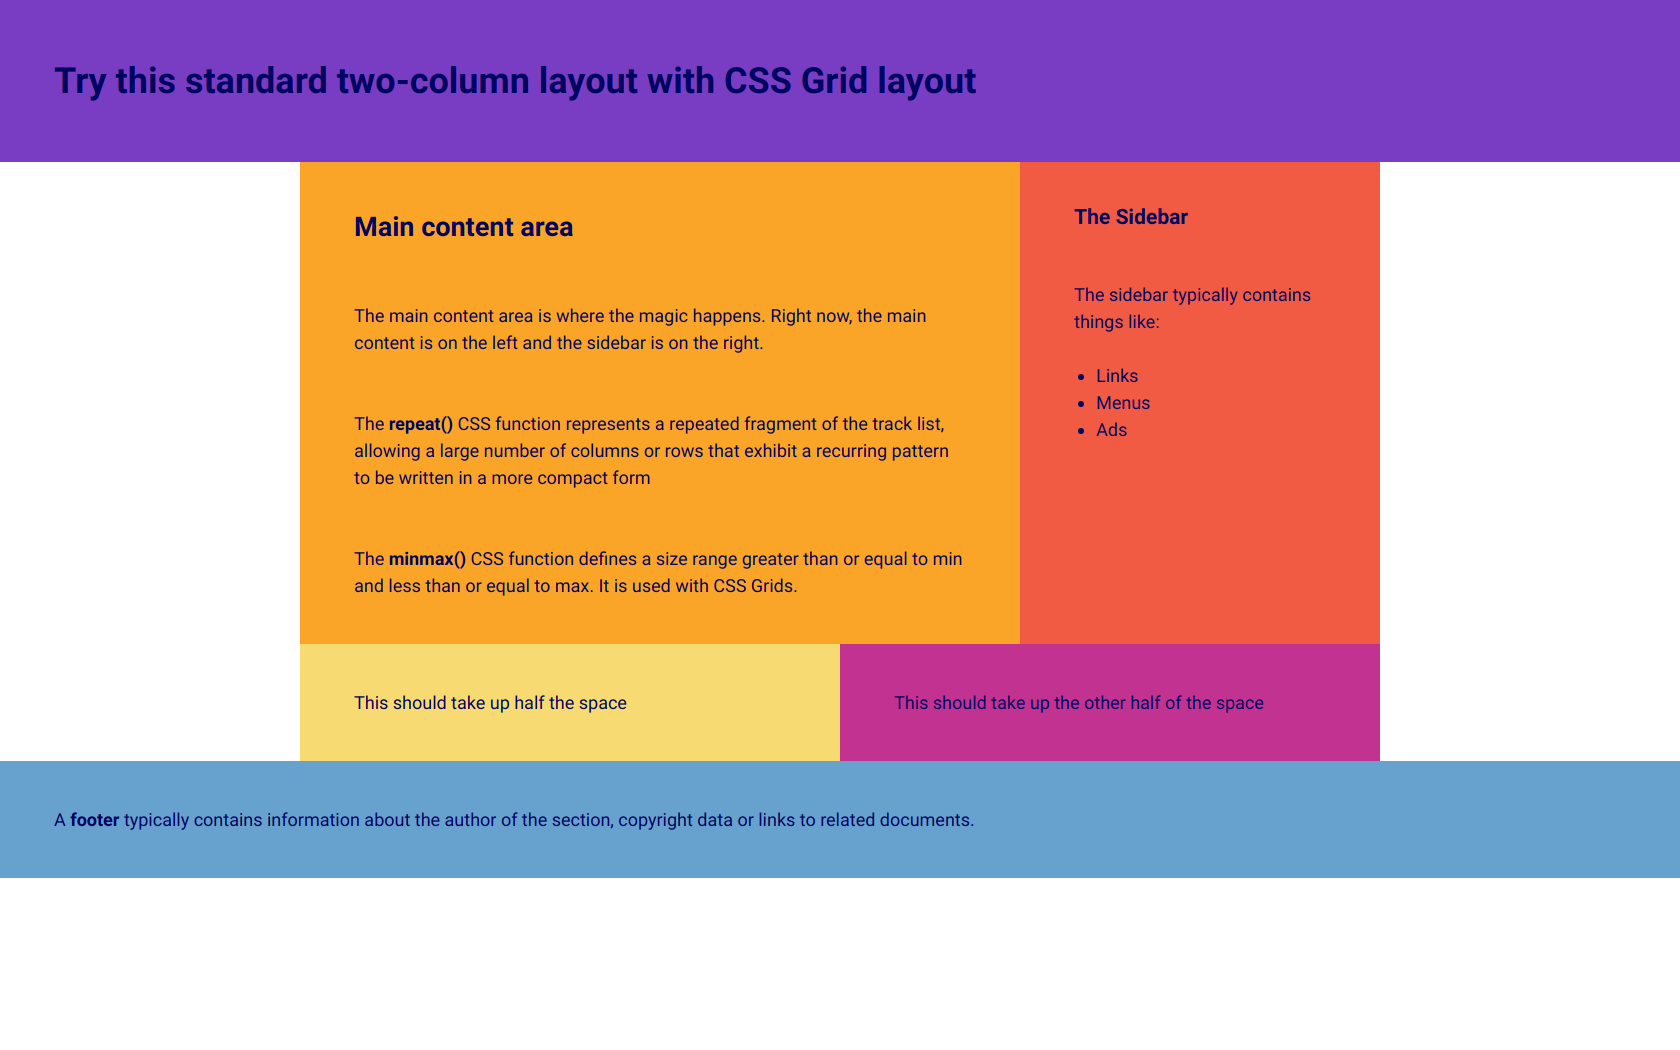 Try this standard two-column layout with CSS Grid layout
Main content area
The main content area is where the magic happens. Right now, the main
content is on the left and the sidebar is on the right.
The repeat() CSS function represents a repeated fragment of the track list,
allowing a large number of columns or rows that exhibit a recurring pattern
to be written in a more compact form
The minmax() CSS function defines a size range greater than or equal to min
and less than or equal to max. It is used with CSS Grids.
The Sidebar
The sidebar typically contains
things like:
• Links
• Menus
• Ads
This should take up half the space
This should take up the other half of the space
A footer typically contains information about the author of the section, copyright data or links to related documents.